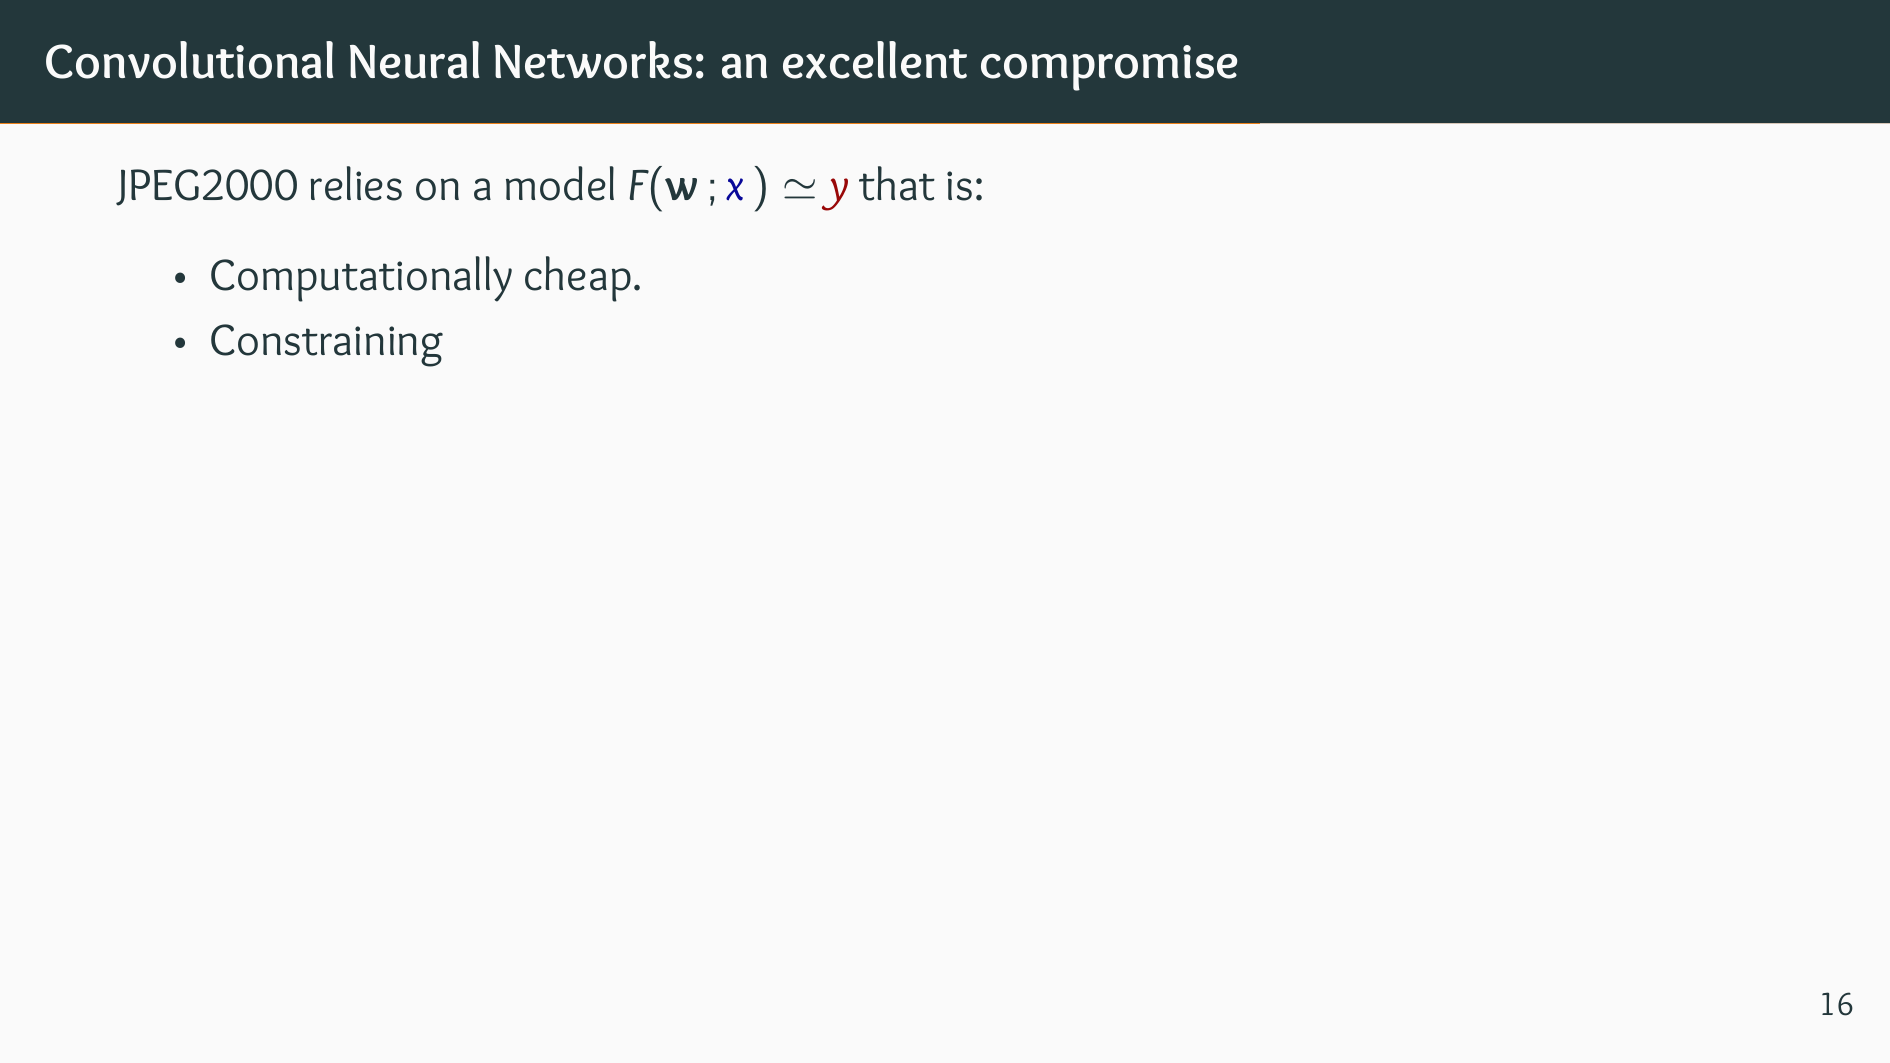 Convolutional Neural Networks: an excellent compromise
JPEG2000 relies on a model F(w ; x ) ≃ y that is:
• Computationally cheap.
• Constraining
16